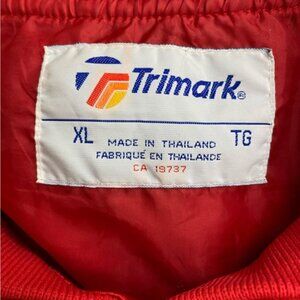 Trimark®
XL MADE IN THAILAND TG
FABRIQUÉ EN THAILANDE
CA 19737